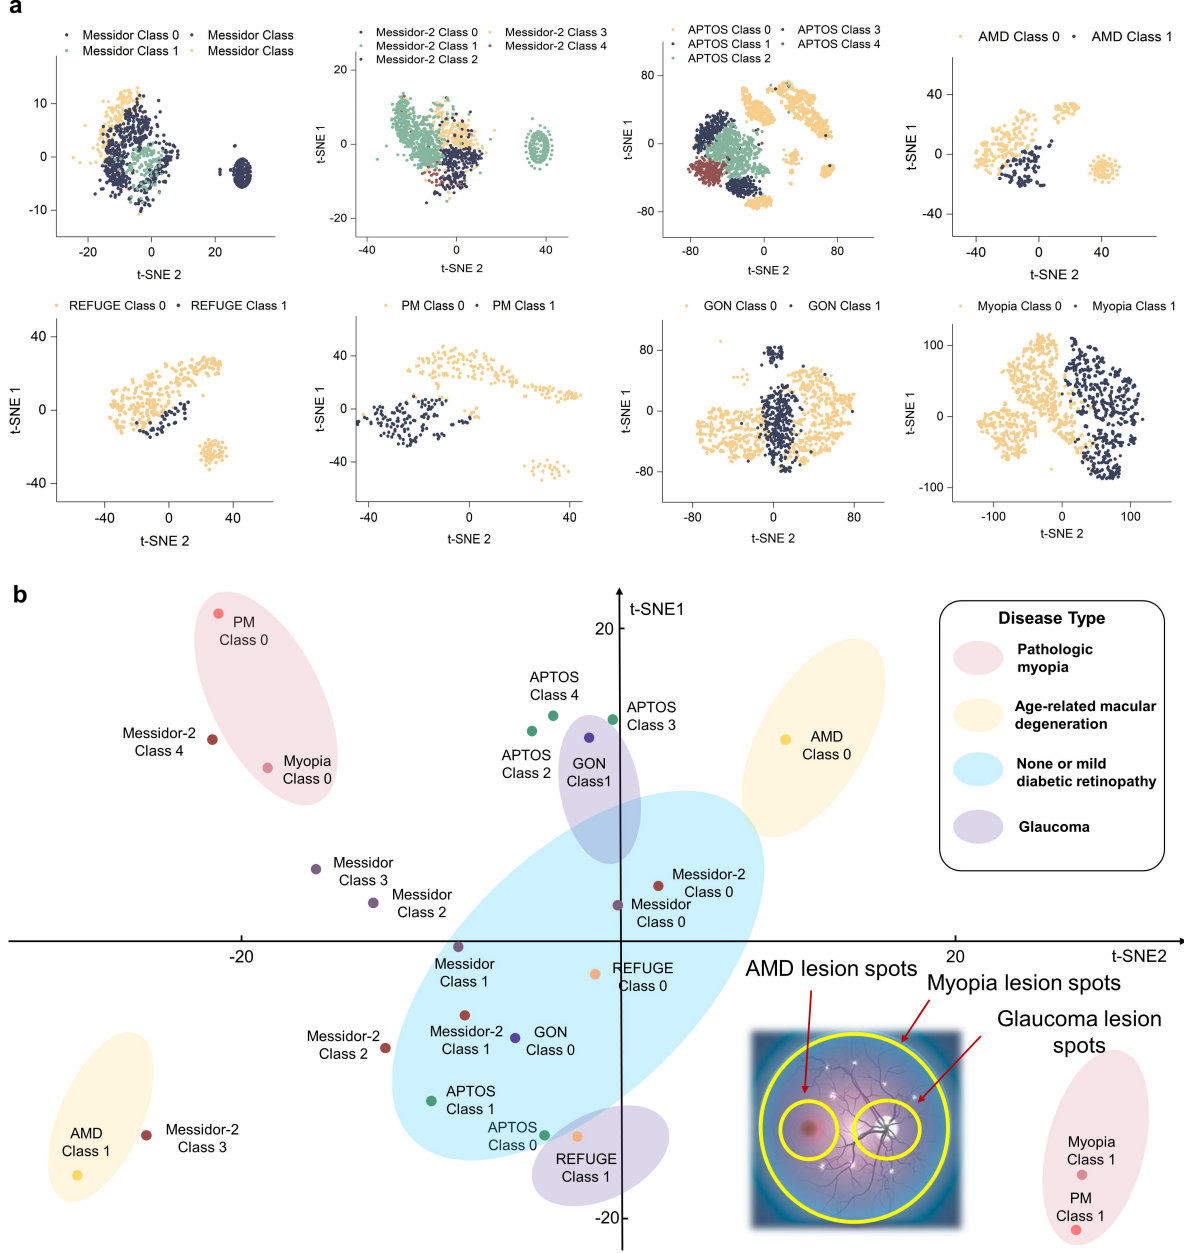 a
Messidor Class 0 Messidor Class
Messidor Class 1 Messidor Class
10
0
-10
-20 0 20
t-SNE 2
Messidor-2 Class 0 Messidor-2 Class 3
Messidor-2 Class 1 Messidor-2 Class 4
Messidor-2 Class 2
20
0
-20
t-SNE 1
-40 0 40
t-SNE 2
APTOS Class 0 APTOS Class 3
APTOS Class 1 APTOS Class 4
APTOS Class 2
80
0
-80
t-SNE 1
-80 0 80
t-SNE 2
AMD Class 0 AMD Class 1
40
0
-40
t-SNE 1
-40 0 40
t-SNE 2
REFUGE Class 0 REFUGE Class 1
40
0
-40
t-SNE 1
-40 0 40
t-SNE 2
PM Class 0 PM Class 1
40
0
-40
t-SNE 1
-40 0 40
t-SNE 2
GON Class 0 GON Class 1
80
0
-80
t-SNE 1
-80 0 80
t-SNE 2
Myopia Class 0 Myopia Class 1
100
0
-100
t-SNE 1
-100 0 100
t-SNE 2
b
t-SNE1
20
PM
Class 0
Messidor-2
Class 4
Myopia
Class 0
APTOS
Class 4
APTOS
Class 3
APTOS
Class 2
GON
Class1
AMD
Class 0
Disease Type
Pathologic
myopia
Age-related macular
degeneration
None or mild
diabetic retinopathy
Glaucoma
Messidor
Class 3
Messidor
Class 2
Messidor-2
Class 0
Messidor
Class 0
-20
20
t-SNE2
Messidor
Class 1
REFUGE
Class 0
AMD lesion spots
Myopia lesion spots
Glaucoma lesion
spots
Messidor-2
Class 2
Messidor-2
Class 1
GON
Class 0
APTOS
Class 1
APTOS
Class 0
REFUGE
Class 1
AMD
Class 1
Messidor-2
Class 3
Myopia
Class 1
PM
Class 1
-20